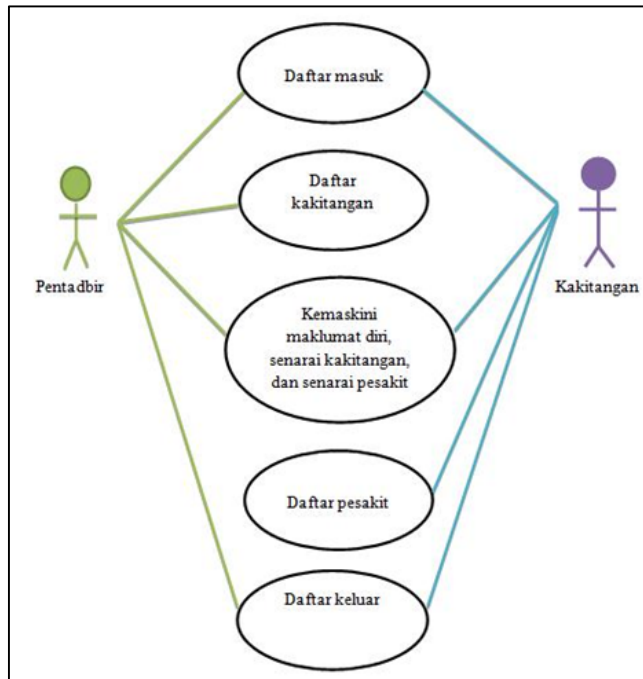 Daftar masuk
Daftar
kakitangan
Pentadbir
Kakitangan
Kemaskini
maklumat diri,
senarai kakitangan,
dan senarai pesakit
Daftar pesakit
Daftar keluar